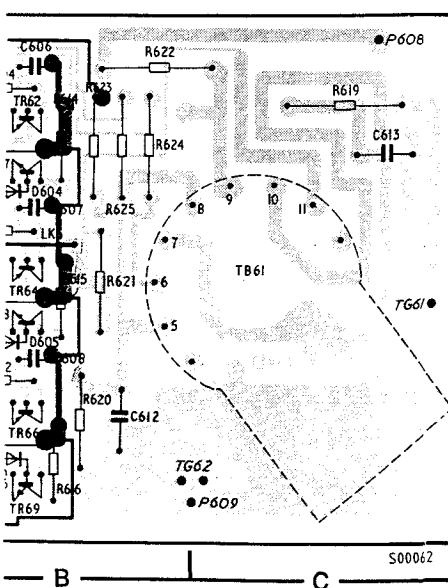 P608
C606
R622
R623
R619
TR62
R624
C613
D604
R625
8
9
10
11
LK
7
TB61
TR64
R621
6
TG61
5
D605
R620
C612
TR66
TG62
P609
R616
TR69
S00062
B
C